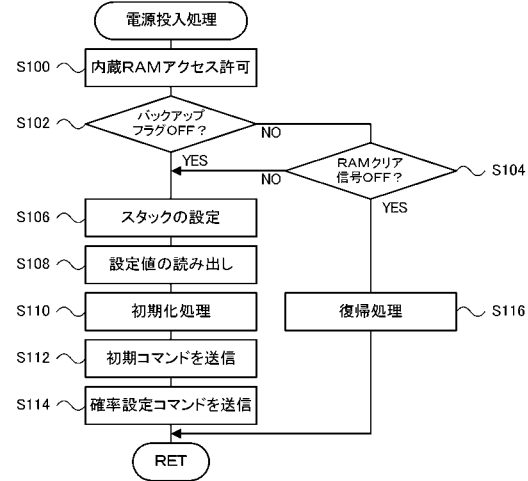 電源投入処理
S100
内蔵RAMアクセス許可
S102
バックアップ
フラグOFF?
NO
YES
RAMクリア
信号OFF?
S104
NO
YES
S106
スタックの設定
S108
設定値の読み出し
S110
初期化処理
復帰処理
S116
S112
初期コマンドを送信
S114
確率設定コマンドを送信
RET